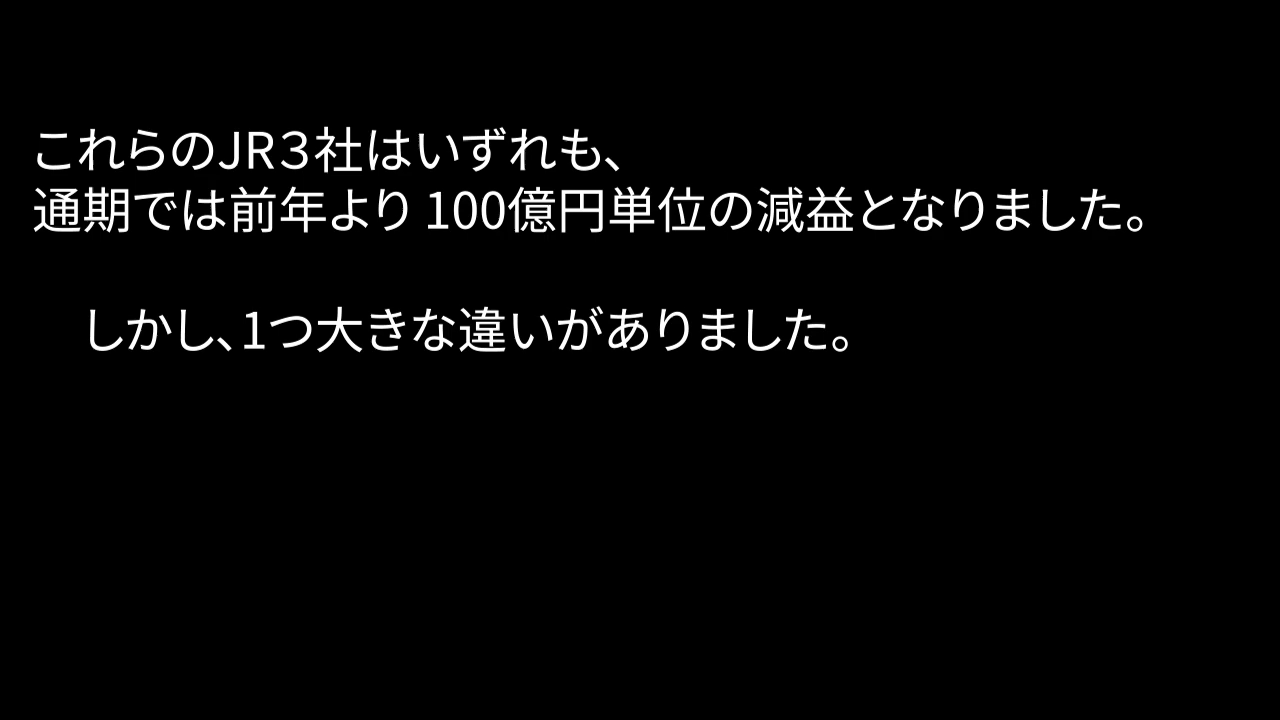 これらのJR３社はいずれも、
通期では前年より100億円単位の減益となりました。
しかし、1つ大きな違いがありました。